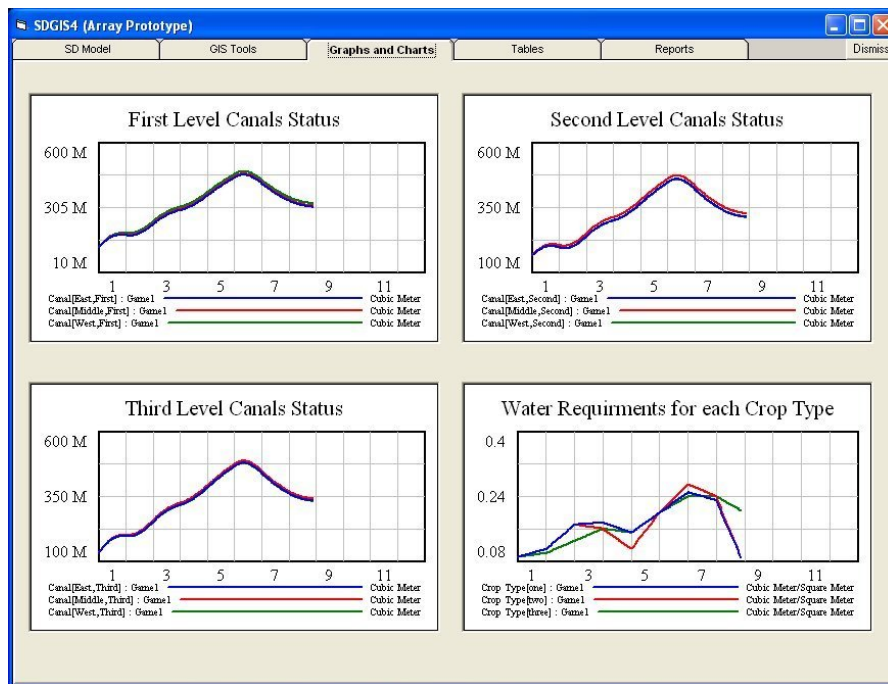 SDGIS4 (Array Prototype)
SD Model GIS Tools Graphs and Charts Tables Reports Dismiss
First Level Canals Status
600 M
305 M
10 M
1 3 5 7 9 11
Canal[East,First] : Game1 Cubic Meter
Canal[Middle,First] : Game1 Cubic Meter
Canal[West,First] : Game1 Cubic Meter
Second Level Canals Status
600 M
350 M
100 M
1 3 5 7 9 11
Canal[East,Second] : Game1 Cubic Meter
Canal[Middle,Second] : Game1 Cubic Meter
Canal[West,Second] : Game1 Cubic Meter
Third Level Canals Status
600 M
350 M
100 M
1 3 5 7 9 11
Canal[East,Third] : Game1 Cubic Meter
Canal[Middle,Third] : Game1 Cubic Meter
Canal[West,Third] : Game1 Cubic Meter
Water Requirments for each Crop Type
0.4
0.24
0.08
1 3 5 7 9 11
Crop Type[one] : Game1 Cubic Meter/Square Meter
Crop Type[two] : Game1 Cubic Meter/Square Meter
Crop Type[three] : Game1 Cubic Meter/Square Meter